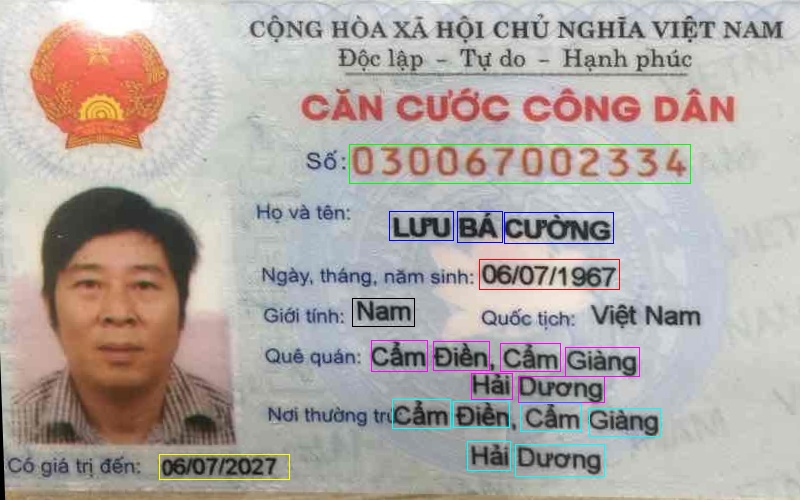 CỘNG HÒA XÃ HỘI CHỦ NGHĨA VIỆT NAM
Độc lập - Tự do - Hạnh phúc
CĂN CƯỚC CÔNG DÂN
Số: 030067002334
Họ và tên: LƯU BÁ CƯỜNG
Ngày, tháng, năm sinh: 06/07/1967
Giới tính: Nam Quốc tịch: Việt Nam
Quê quán: Cẩm Điền, Cẩm Giàng
Hải Dương
Nơi thường trú: Cẩm Điền, Cẩm Giàng
Hải Dương
Có giá trị đến: 06/07/2027